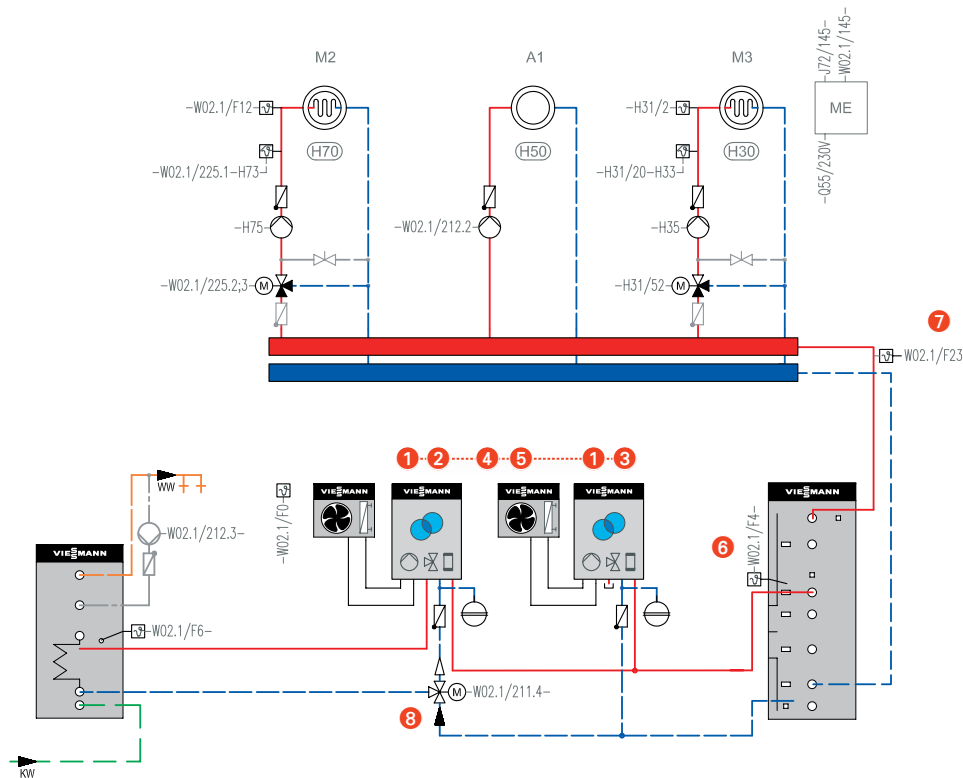 M2
A1
M3
-J72/145-
W02.1/145-
ME
-Q55/230V-
-W02.1/F12-
-H31/2-
H70
H50
H30
-W02.1/225.1-H73-
-H31/20-H33-
-H75-
-W02.1/212.2-
-H35-
-W02.1/225.2;3-
M
-H31/52-
M
7
W02.1/F23
1
2
4
5
1
3
WW
-W02.1/F0-
VIESMANN
VIESMANN
VIESMANN
VIESMANN
VIESMANN
-W02.1/212.3-
VIESMANN
6
-W02.1/F4-
-W02.1/F6-
M
-W02.1/211.4-
8
KW